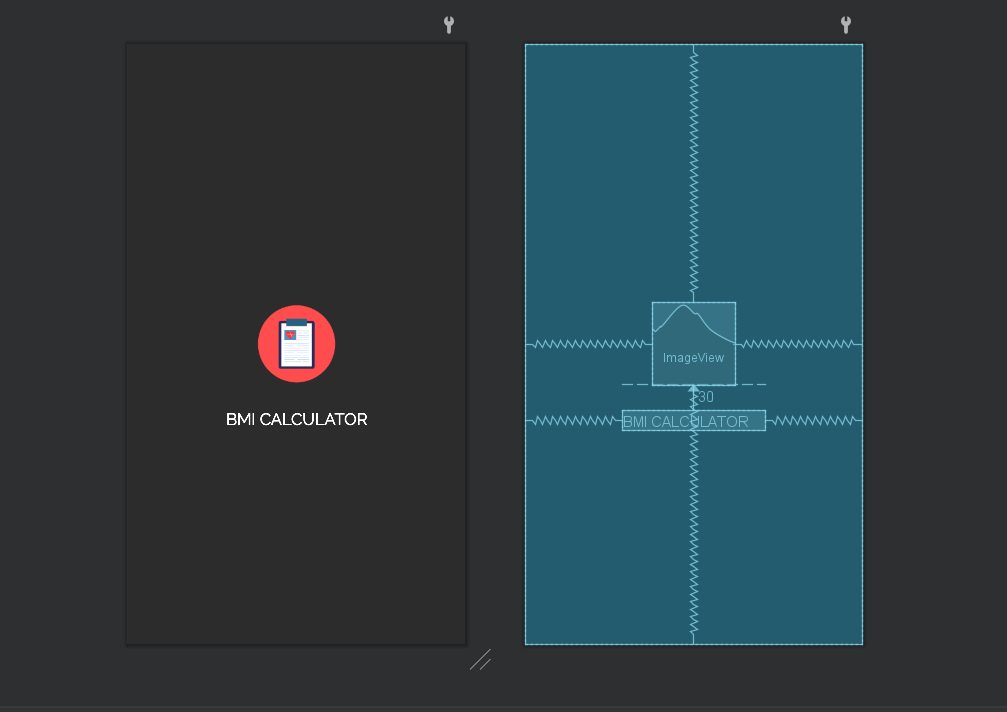 BMI CALCULATOR
ImageView
30
BMI CALCULATOR